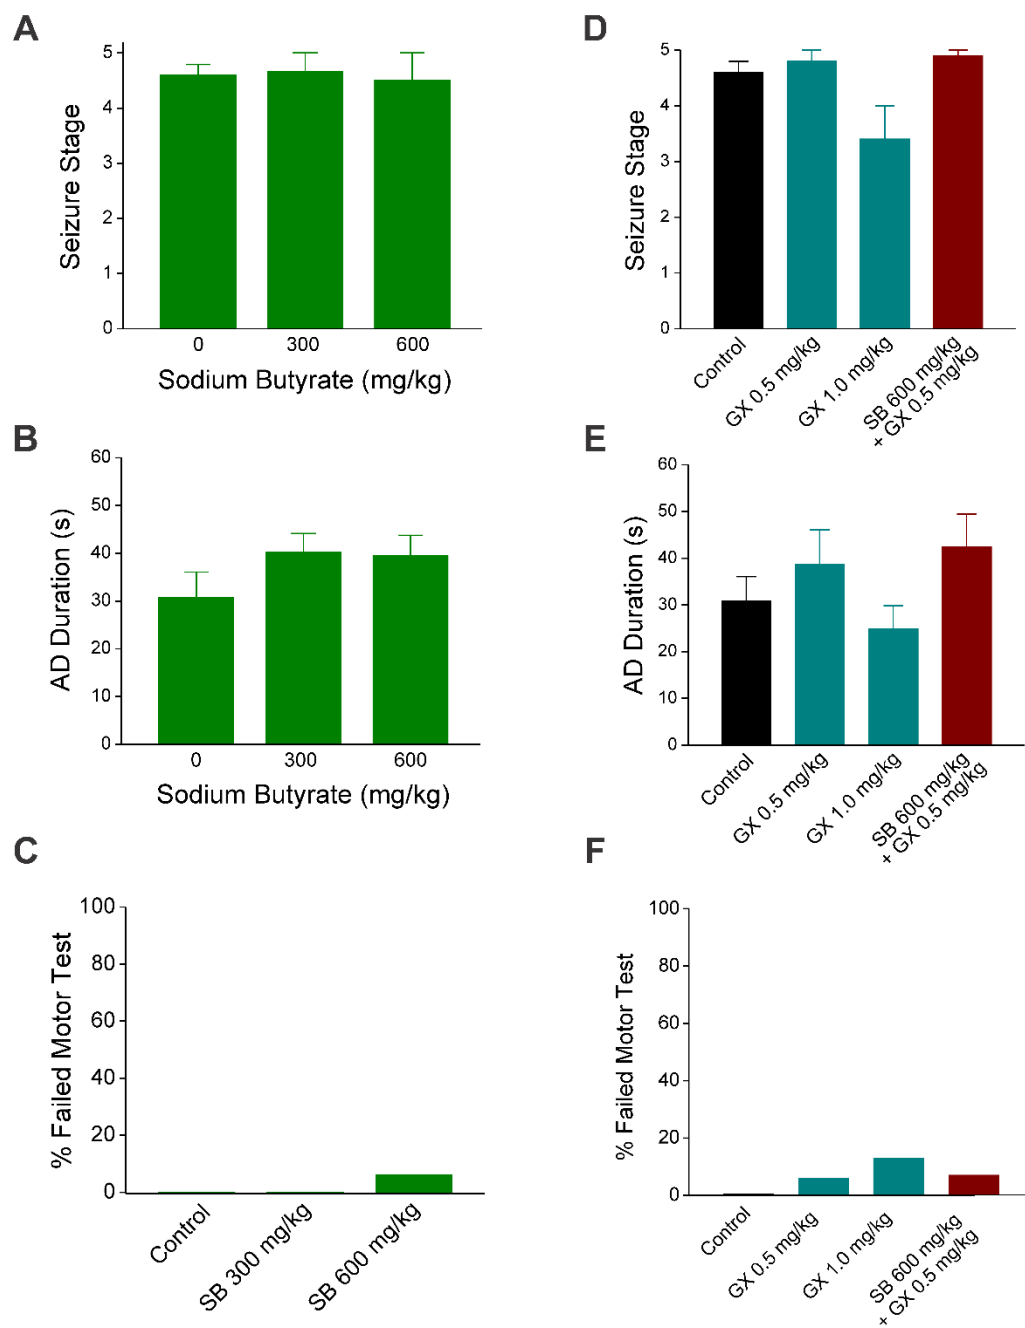 A
Seizure Stage
5
4
3
2
1
0
0 300 600
Sodium Butyrate (mg/kg)
D
Seizure Stage
5
4
3
2
1
0
Control
GX 0.5 mg/kg
GX 1.0 mg/kg
SB 600 mg/kg
+ GX 0.5 mg/kg
B
AD Duration (s)
60
50
40
30
20
10
0
0 300 600
Sodium Butyrate (mg/kg)
E
AD Duration (s)
60
50
40
30
20
10
0
Control
GX 0.5 mg/kg
GX 1.0 mg/kg
SB 600 mg/kg
+ GX 0.5 mg/kg
C
% Failed Motor Test
100
80
60
40
20
0
Control
SB 300 mg/kg
SB 600 mg/kg
F
% Failed Motor Test
100
80
60
40
20
0
Control
GX 0.5 mg/kg
GX 1.0 mg/kg
SB 600 mg/kg
+ GX 0.5 mg/kg